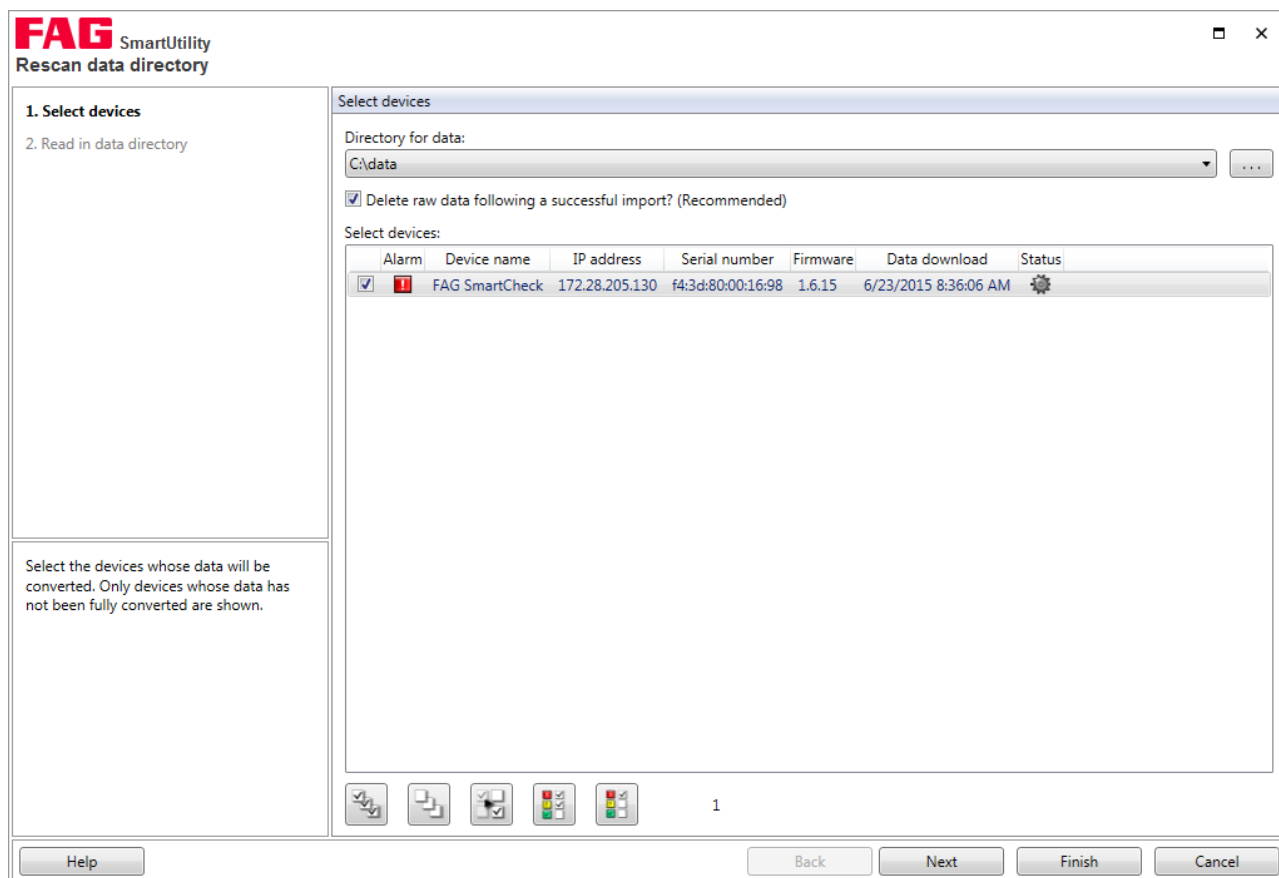 FAG SmartUtility
Rescan data directory
1. Select devices
2. Read in data directory
Select the devices whose data will be
converted. Only devices whose data has
not been fully converted are shown.
Select devices
Directory for data:
C:\data
...
Delete raw data following a successful import? (Recommended)
Select devices:
Alarm Device name IP address Serial number Firmware Data download Status
FAG SmartCheck 172.28.205.130 f4:3d:80:00:16:98 1.6.15 6/23/2015 8:36:06 AM
1
Help Back Next Finish Cancel